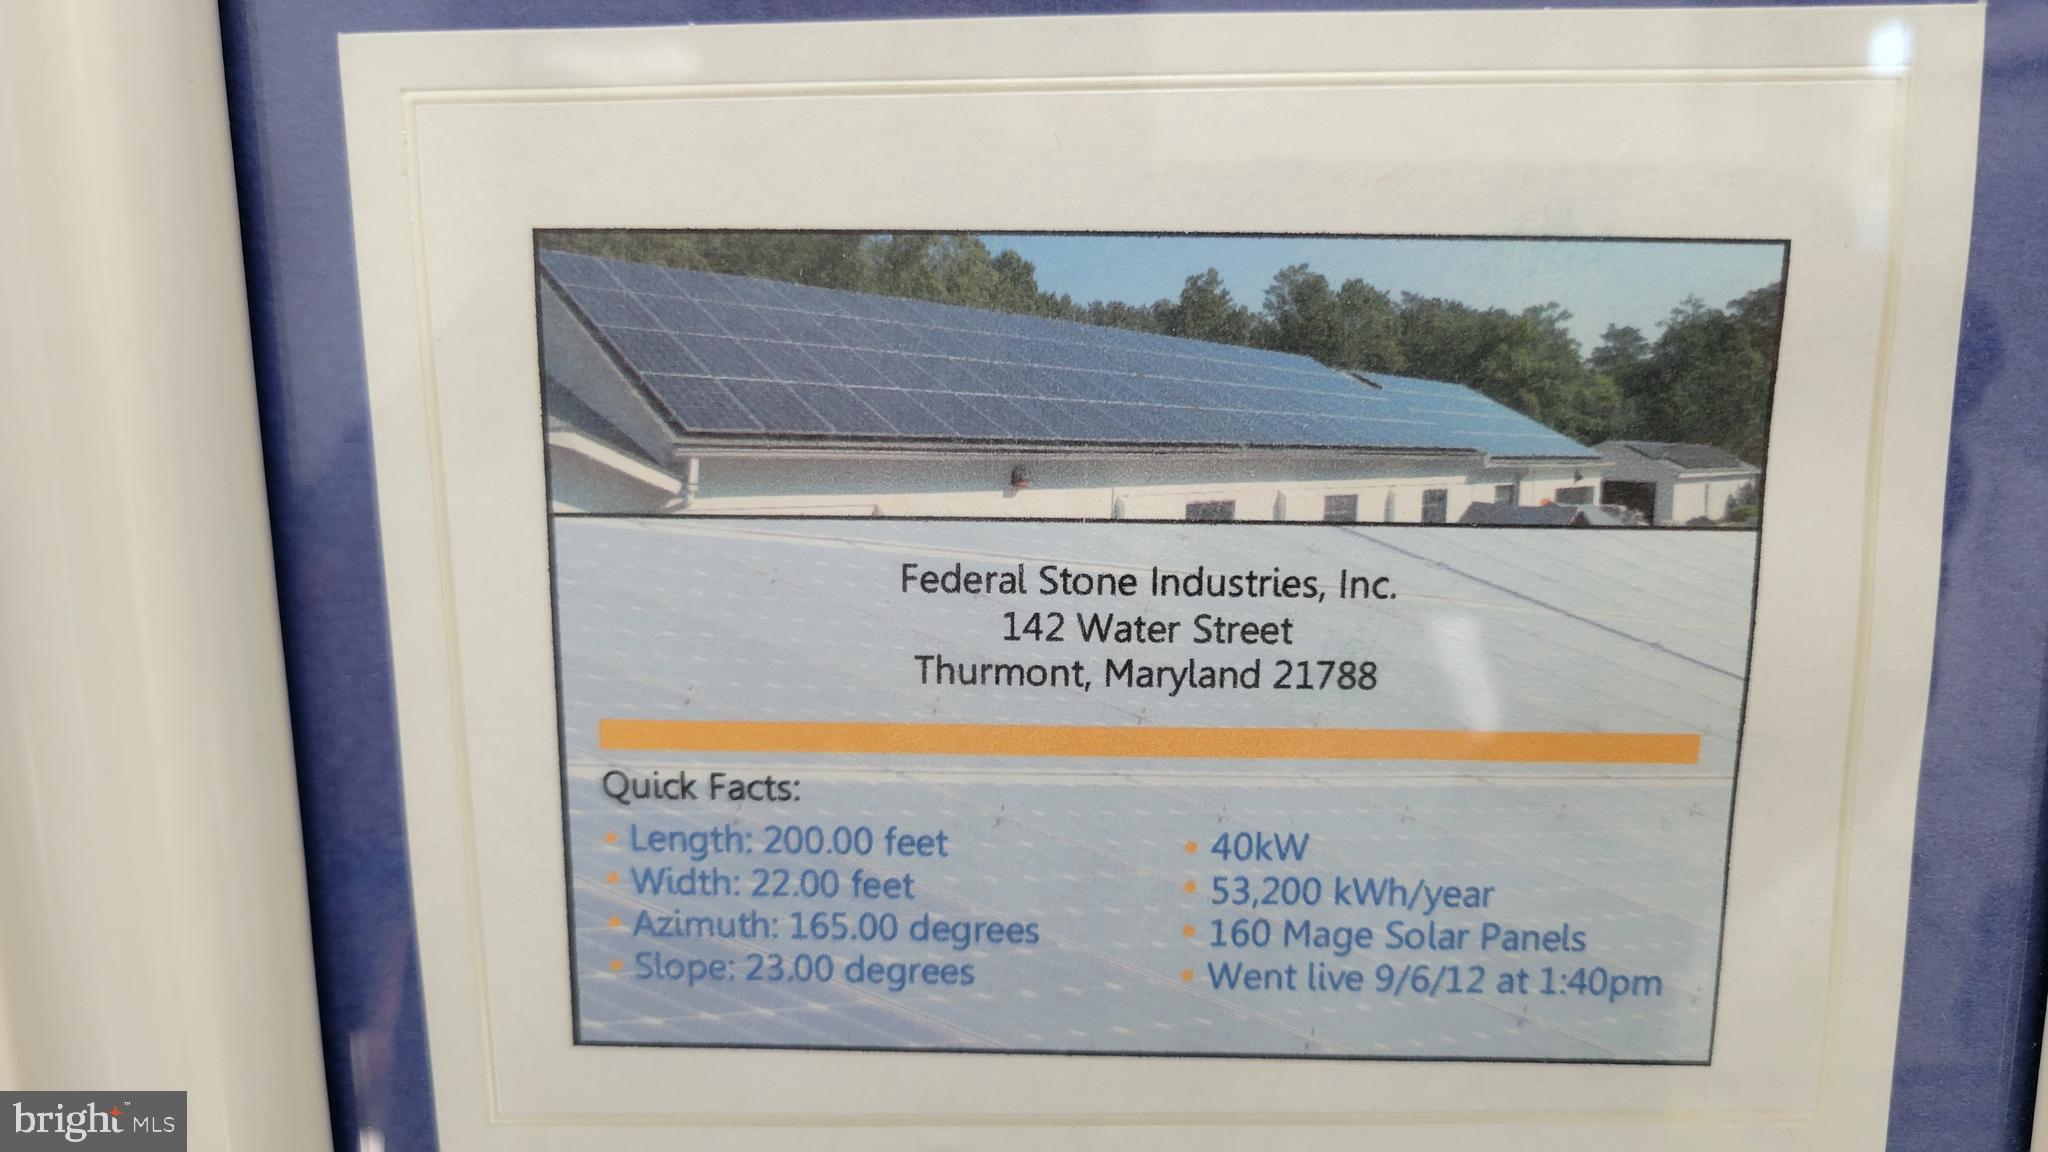 Federal Stone Industries, Inc.
142 Water Street
Thurmont, Maryland 21788
Quick Facts:
• Length: 200.00 feet
• Width: 22.00 feet
• Azimuth: 165.00 degrees
• Slope: 23.00 degrees
• 40kW
• 53,200 kWh/year
• 160 Mage Solar Panels
• Went live 9/6/12 at 1:40pm
bright™ MLS